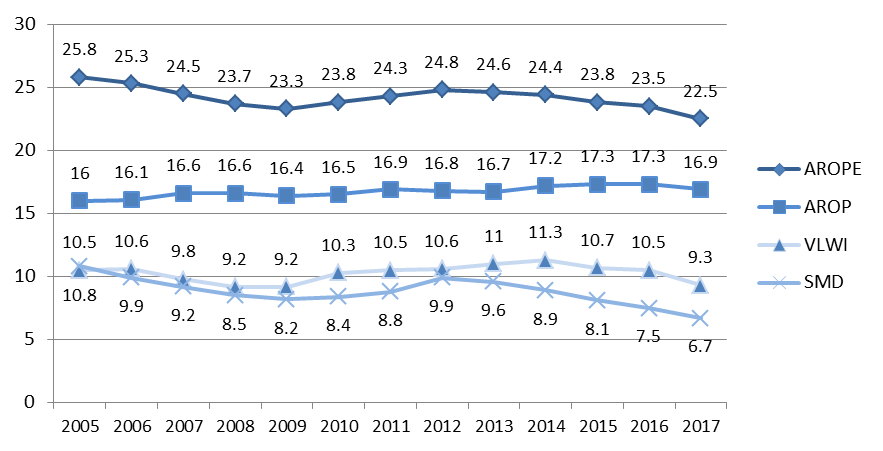 30
25
20
15
10
5
0
25.8 25.3 24.5 23.7 23.3 23.8 24.3 24.8 24.6 24.4 23.8 23.5 22.5
16 16.1 16.6 16.6 16.4 16.5 16.9 16.8 16.7 17.2 17.3 17.3 16.9
10.5 10.6 9.8 9.2 9.2 10.3 10.5 10.6 11 11.3 10.7 10.5 9.3
10.8 9.9 9.2 8.5 8.2 8.4 8.8 9.9 9.6 8.9 8.1 7.5 6.7
2005 2006 2007 2008 2009 2010 2011 2012 2013 2014 2015 2016 2017
AROPE
AROP
VLWI
SMD